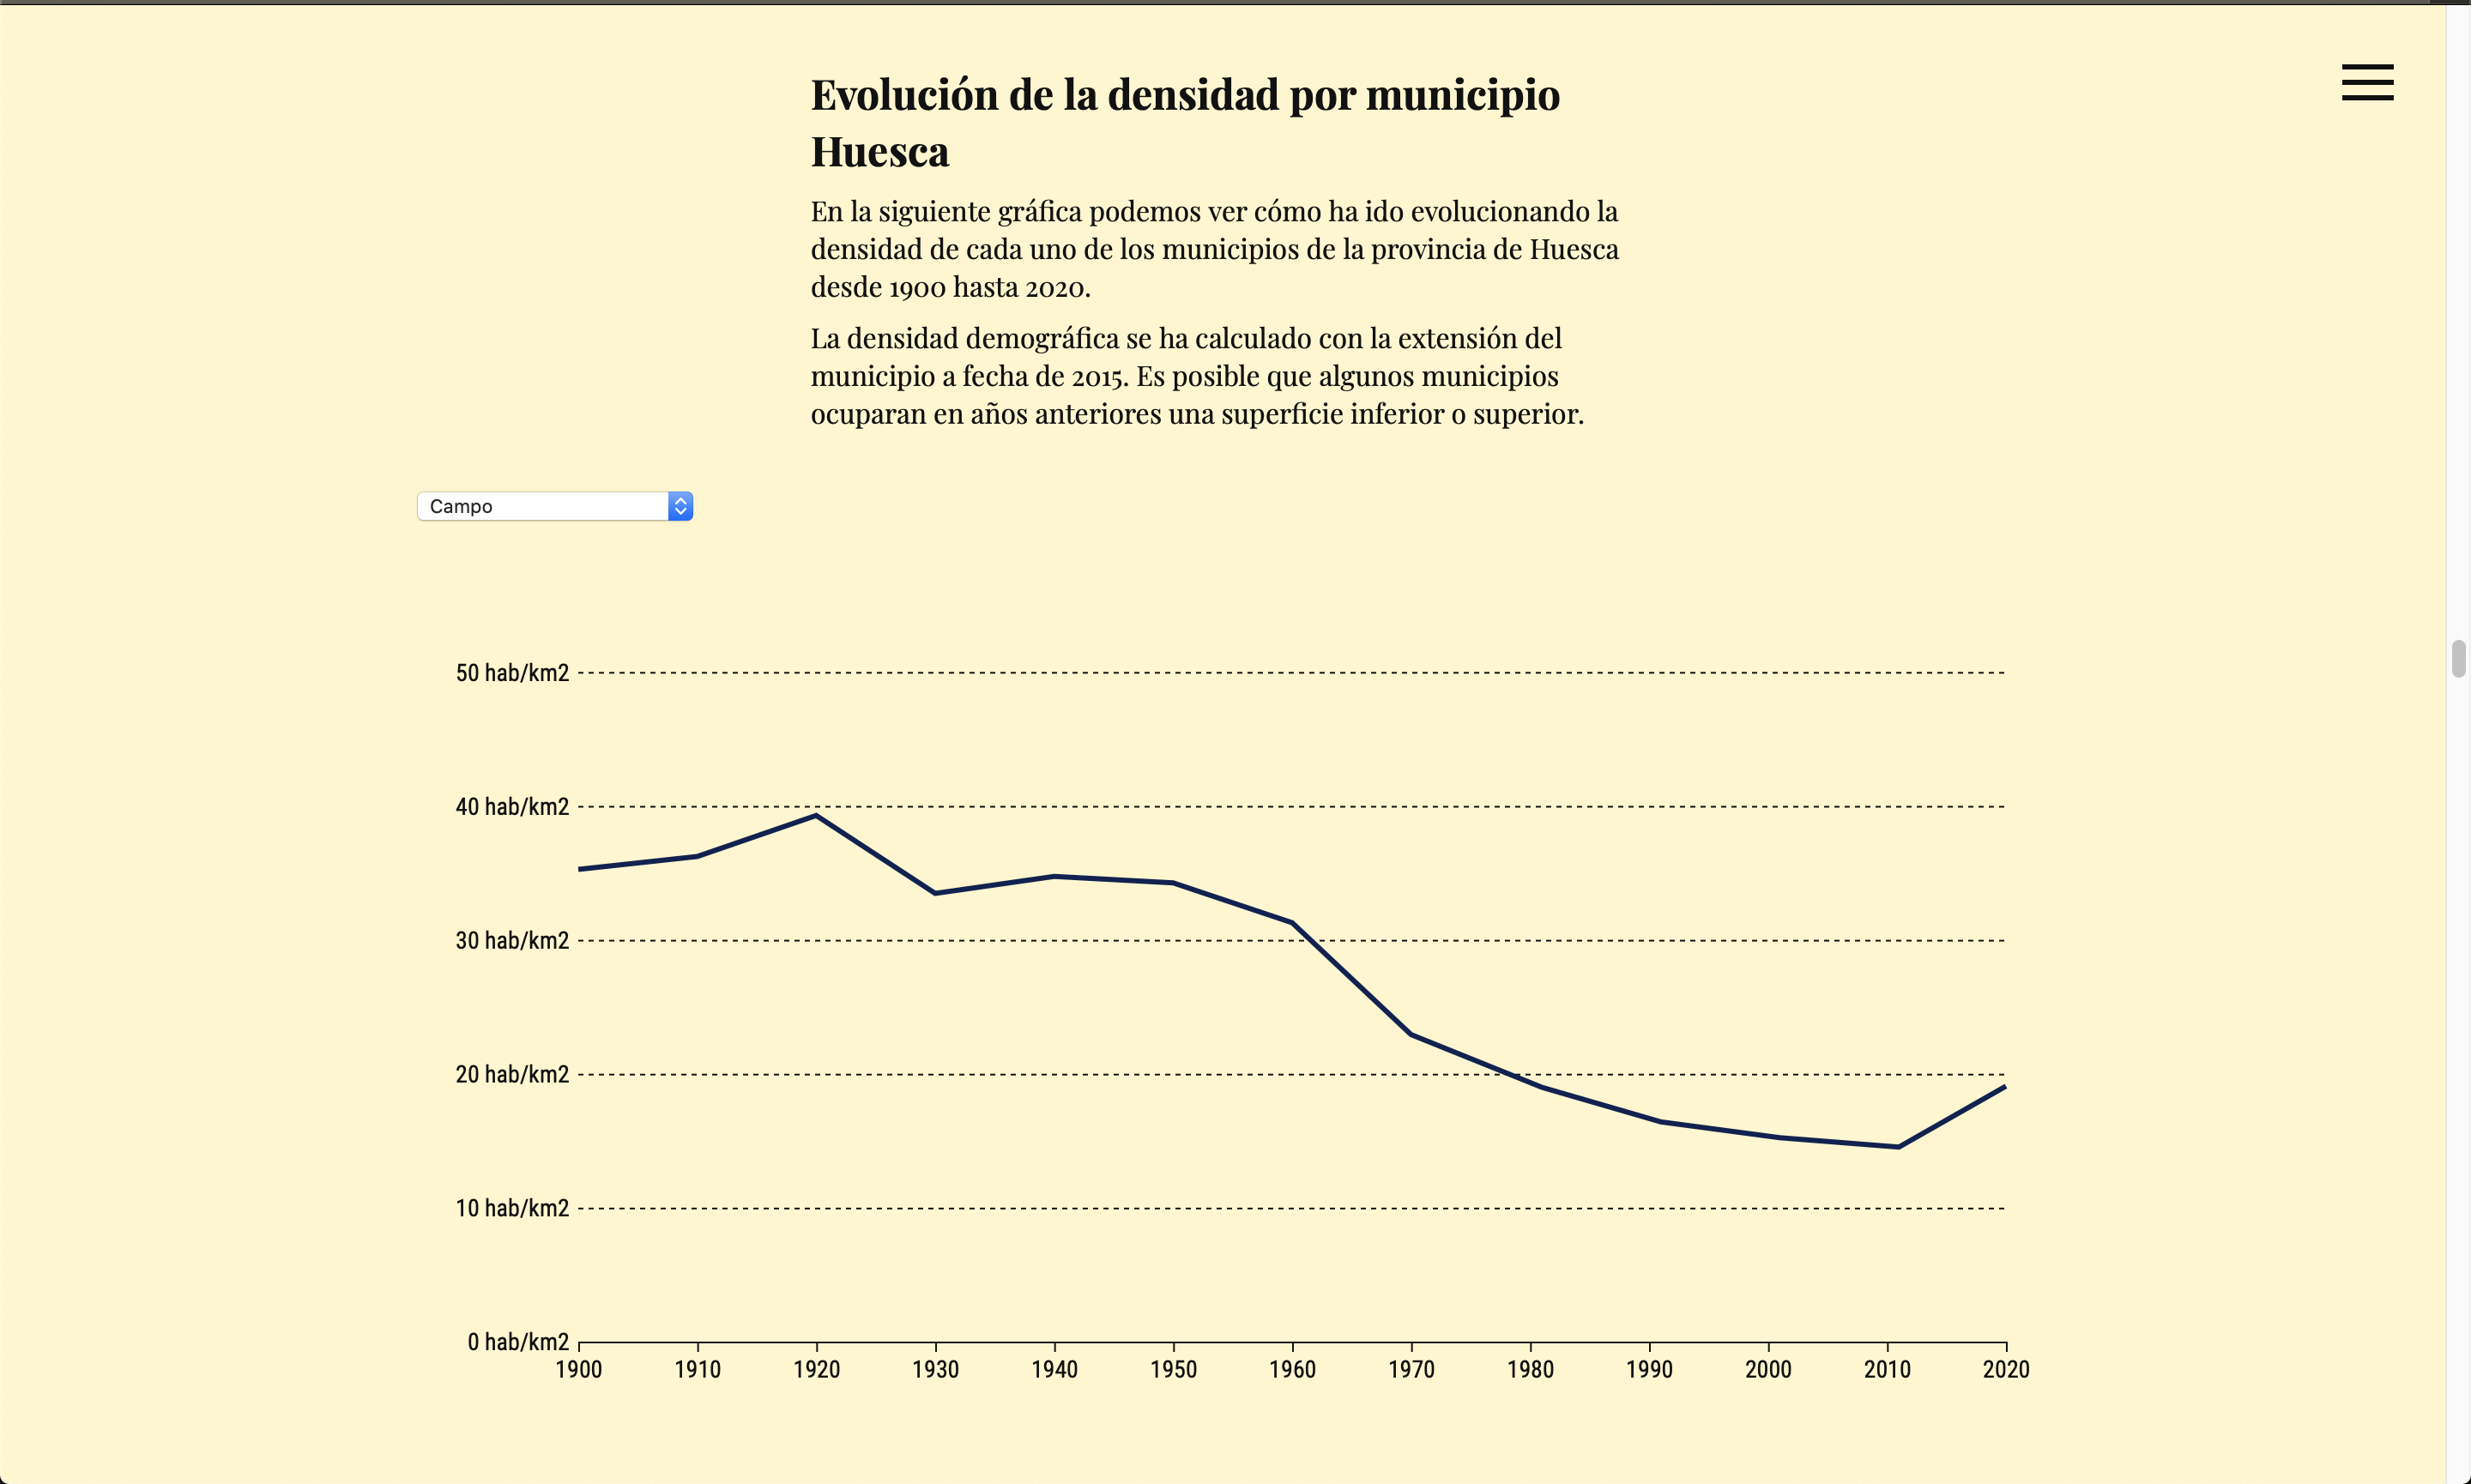 Evolución de la densidad por municipio
Huesca
En la siguiente gráfica podemos ver cómo ha ido evolucionando la
densidad de cada uno de los municipios de la provincia de Huesca
desde 1900 hasta 2020.
La densidad demográfica se ha calculado con la extensión del
municipio a fecha de 2015. Es posible que algunos municipios
ocuparan en años anteriores una superficie inferior o superior.
Campo
50 hab/km2
40 hab/km2
30 hab/km2
20 hab/km2
10 hab/km2
0 hab/km2
1900 1910 1920 1930 1940 1950 1960 1970 1980 1990 2000 2010 2020